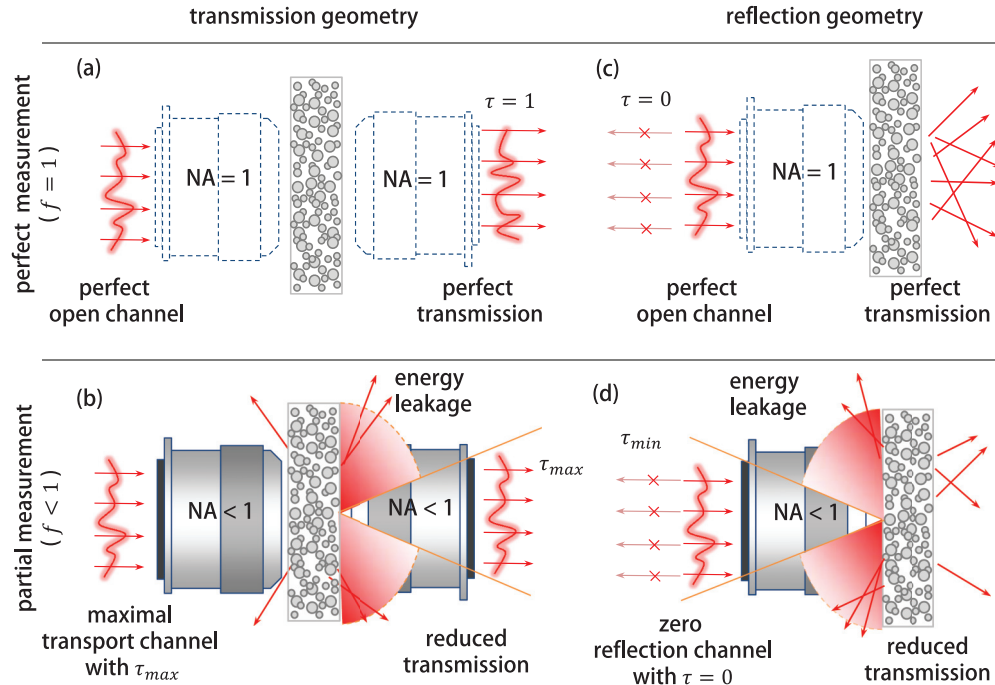 transmission geometry
reflection geometry
perfect measurement
( f = 1 )
(a)
NA = 1
NA = 1
τ = 1
perfect
open channel
perfect
transmission
(c)
τ = 0
NA = 1
perfect
open channel
perfect
transmission
partial measurement
( f < 1 )
(b)
energy
leakage
NA < 1
NA < 1
τmax
maximal
transport channel
with τmax
reduced
transmission
(d)
energy
leakage
τmin
NA < 1
zero
reflection channel
with τ = 0
reduced
transmission